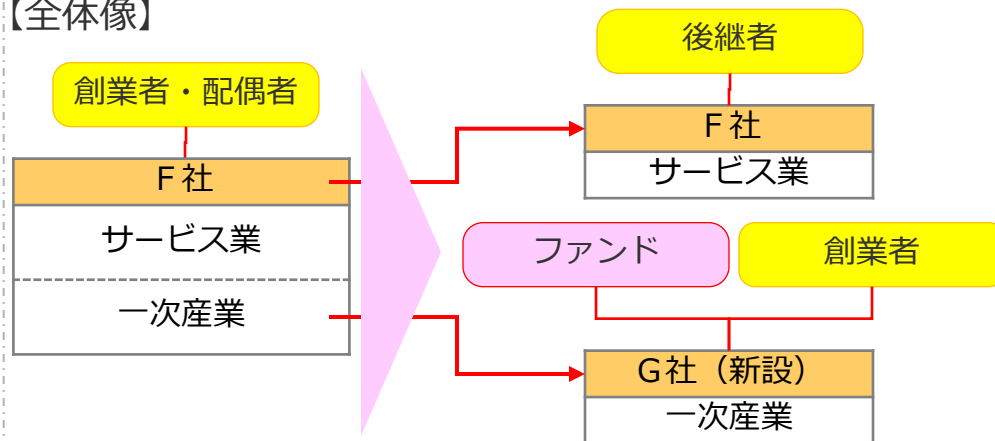 【全体像】
創業者・配偶者
F社
サービス業
一次産業
後継者
F社
サービス業
ファンド
創業者
G社（新設）
一次産業